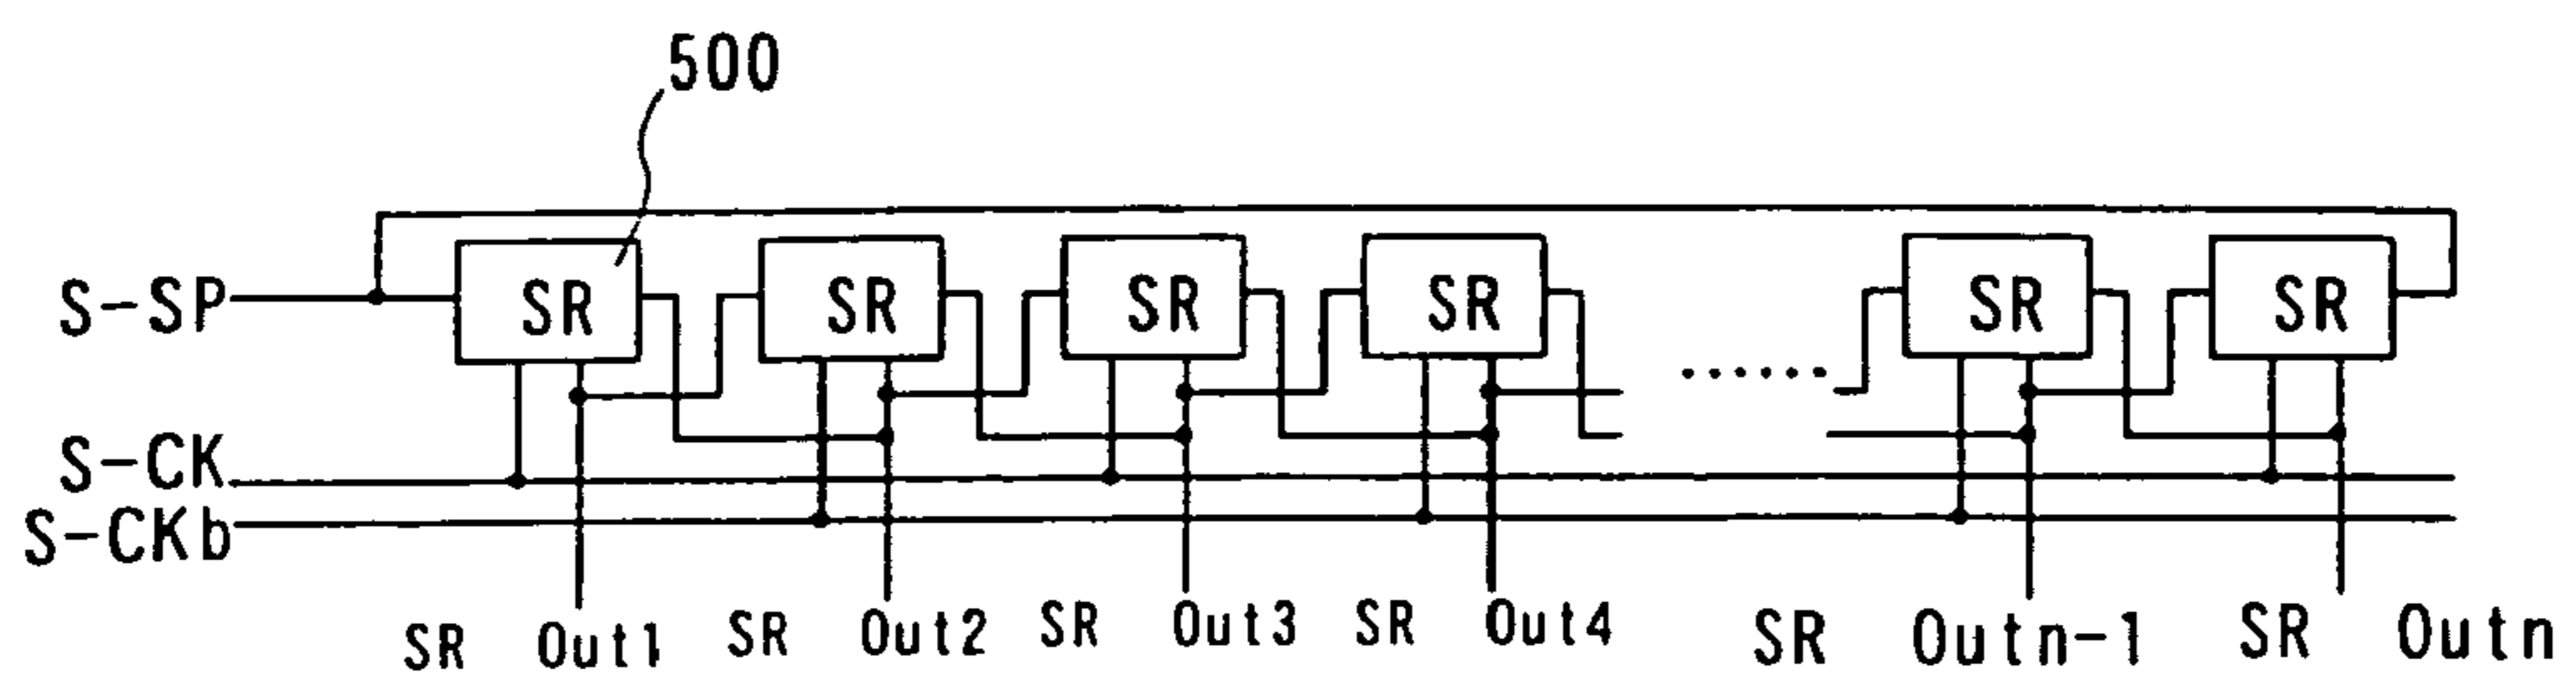 500
S-SP
SR
SR
SR
SR
SR
SR
S-CK
S-CKb
SR Out1
SR Out2
SR Out3
SR Out4
SR Outn-1
SR Outn